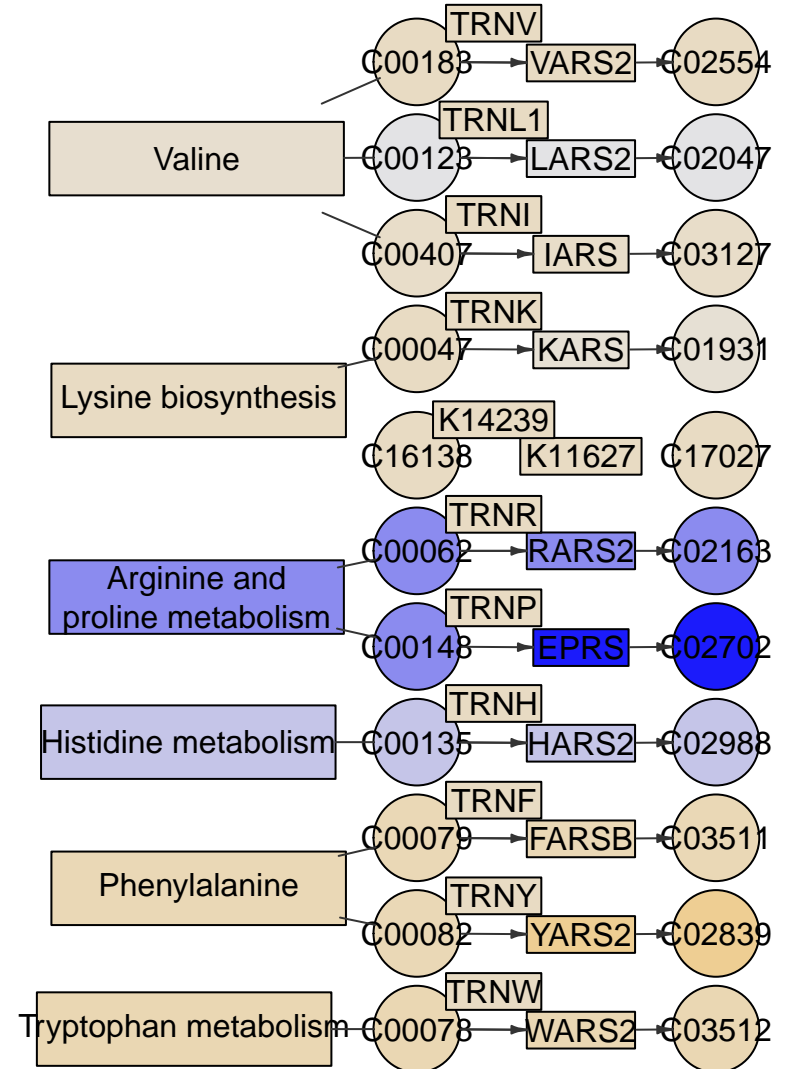 TRNV
C00183 VARS2 C02554
TRNL1
Valine C00123 LARS2 C02047
TRNI
C00407 IARS C03127
TRNK
C00047 KARS C01931
Lysine biosynthesis
K14239
C16138 K11627 C17027
TRNR
C00062 RARS2 C02163
Arginine and
proline metabolism
TRNP
C00148 EPRS C02702
TRNH
Histidine metabolism C00135 HARS2 C02988
TRNF
C00079 FARSB C03511
Phenylalanine
TRNY
C00082 YARS2 C02839
TRNW
Tryptophan metabolism C00078 WARS2 C03512